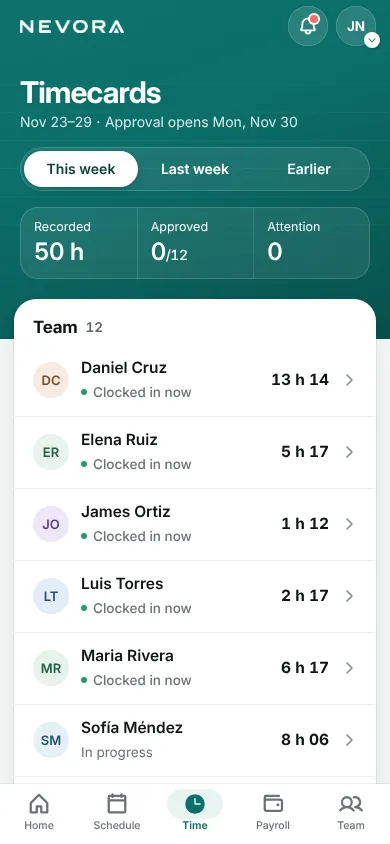 NEVORA
JN
Timecards
Nov 23–29 · Approval opens Mon, Nov 30
This week
Last week
Earlier
Recorded
50 h
Approved
0/12
Attention
0
Team 12
DC
Daniel Cruz
Clocked in now
13 h 14
ER
Elena Ruiz
Clocked in now
5 h 17
JO
James Ortiz
Clocked in now
1 h 12
LT
Luis Torres
Clocked in now
2 h 17
MR
Maria Rivera
Clocked in now
6 h 17
SM
Sofía Méndez
In progress
8 h 06
Home
Schedule
Time
Payroll
Team